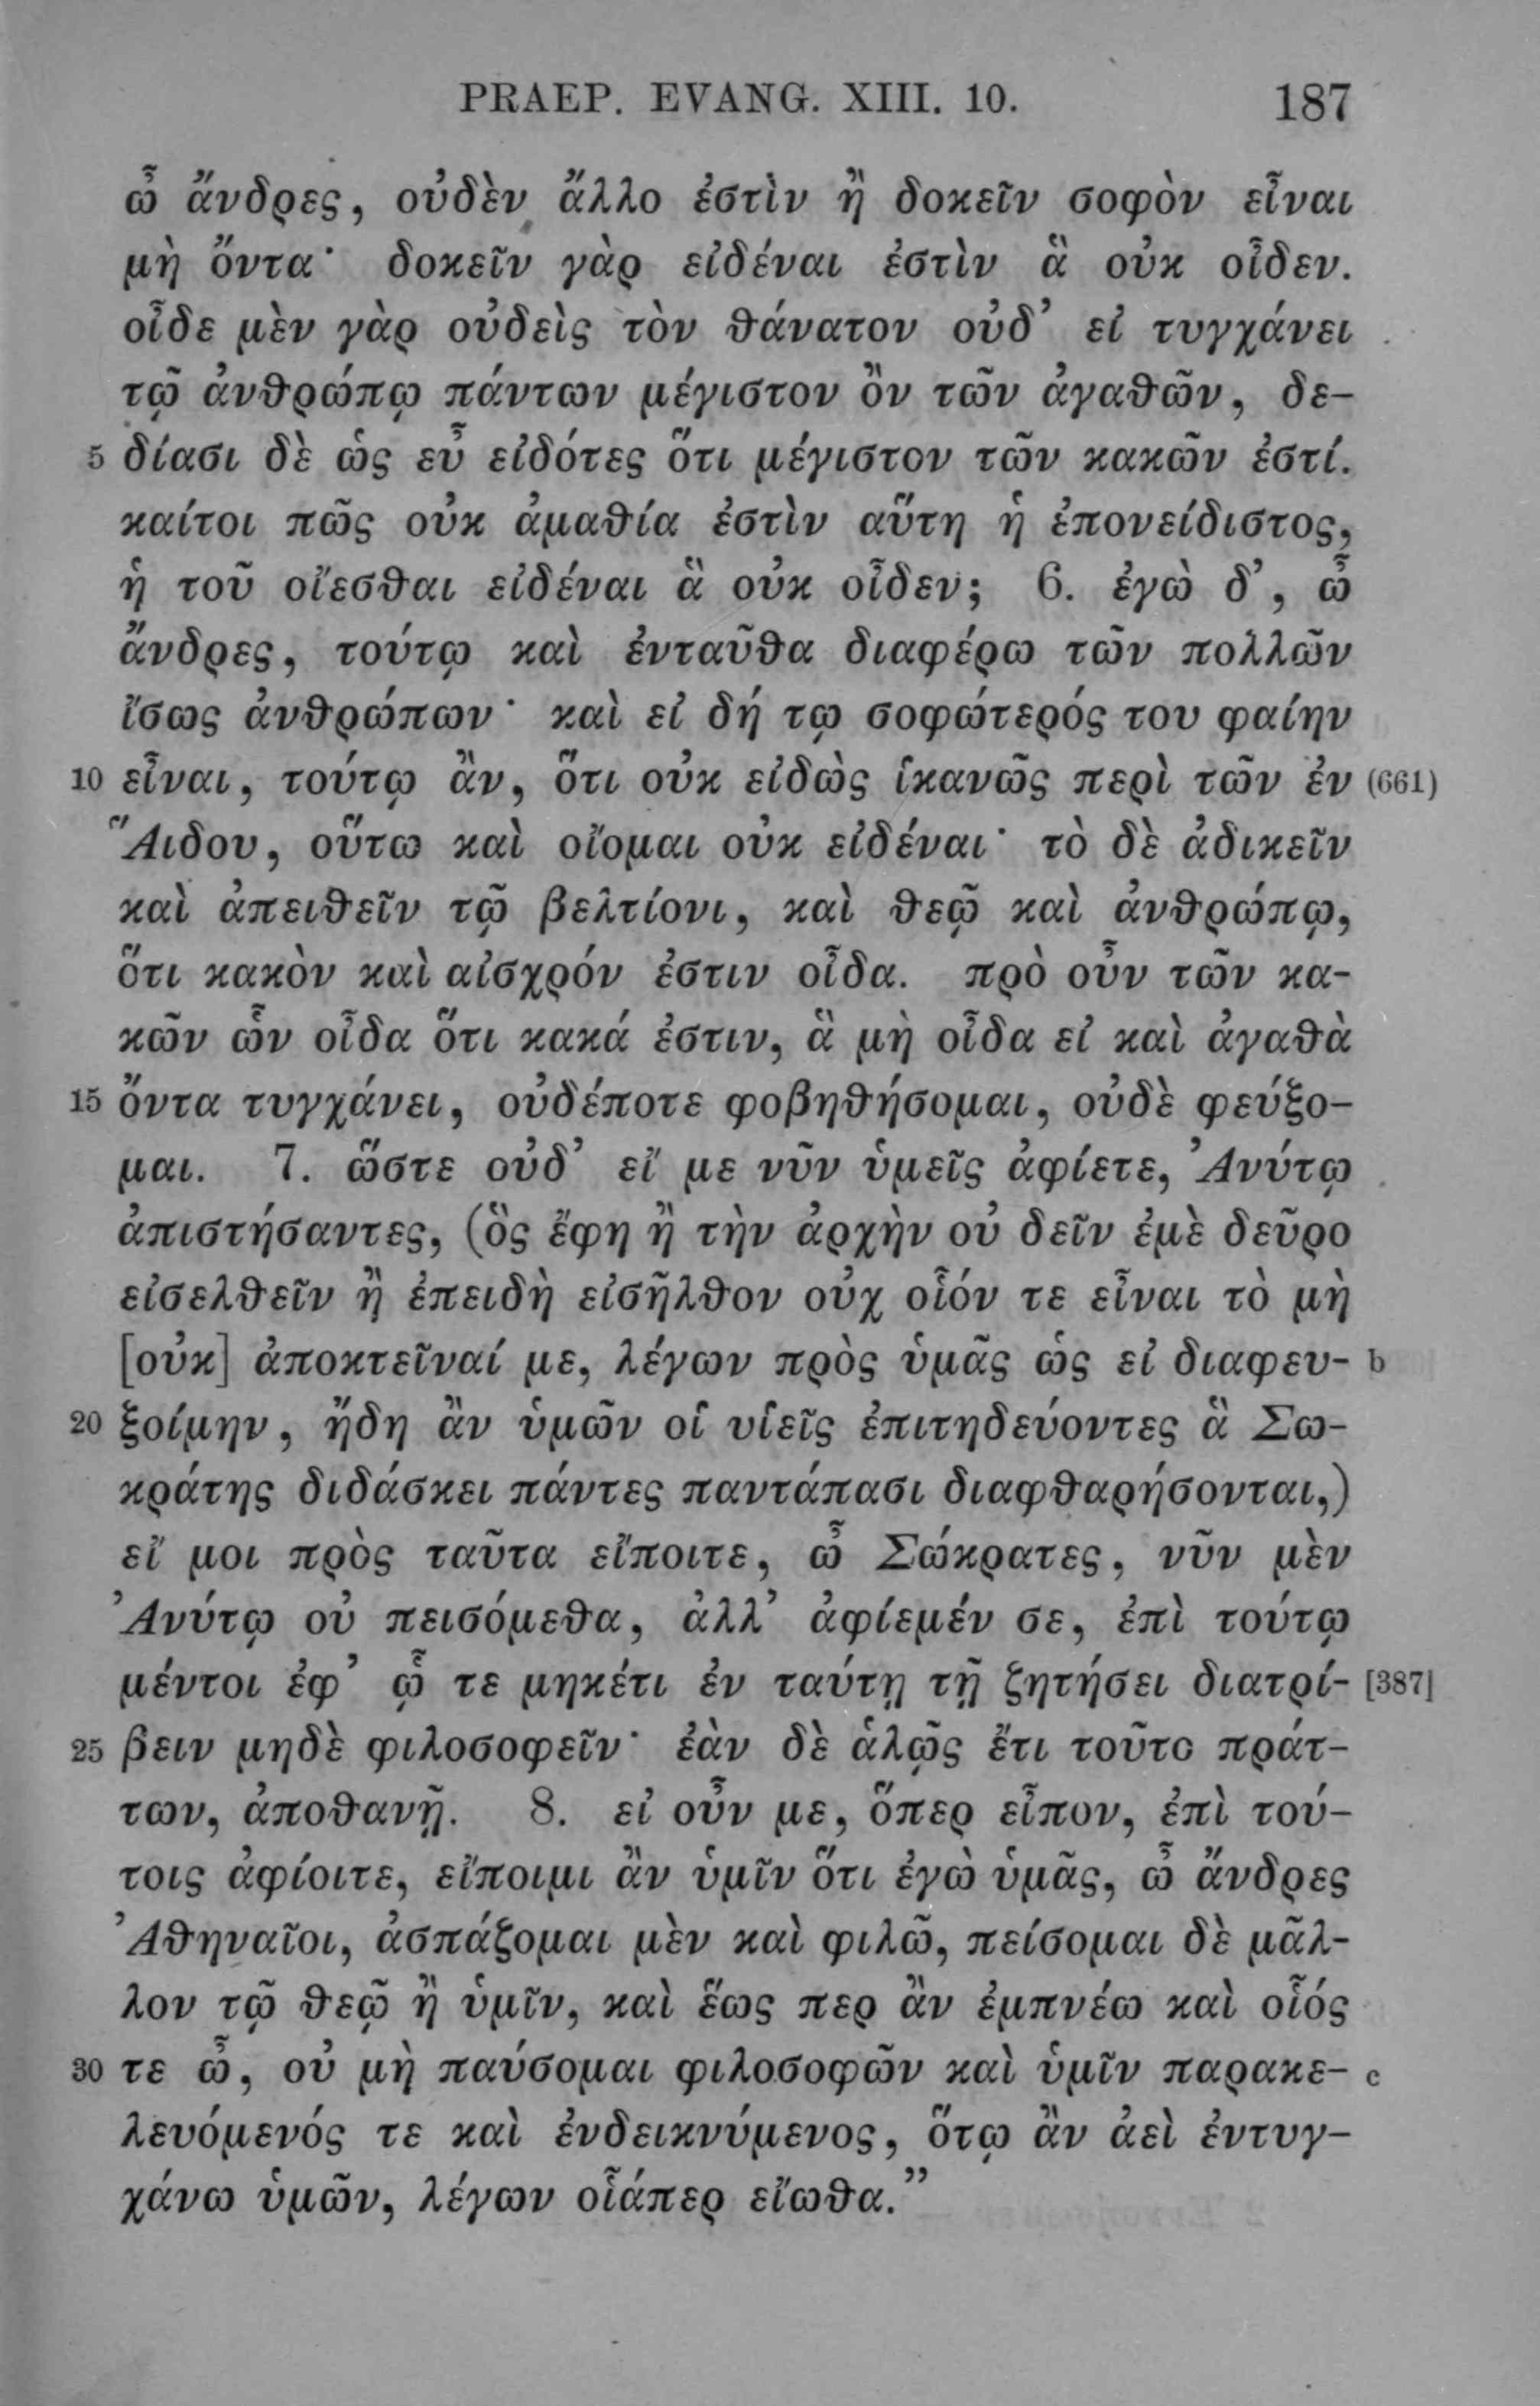 PRAEP. EVANG. XIII. 10. 187
ὦ ἄνδρες, οὐδὲν ἄλλο ἐστὶν ἢ δοκεῖν σοφὸν εἶναι
μὴ ὄντα· δοκεῖν γὰρ εἰδέναι ἐστὶν ἃ οὐκ οἶδεν.
οἶδε μὲν γὰρ οὐδεὶς τὸν θάνατον οὐδ’ εἰ τυγχάνει
τῷ ἀνθρώπῳ πάντων μέγιστον ὂν τῶν ἀγαθῶν, δε-
5 δίασι δὲ ὡς εὖ εἰδότες ὅτι μέγιστον τῶν κακῶν ἐστί.
καίτοι πῶς οὐκ ἀμαθία ἐστὶν αὕτη ἡ ἐπονείδιστος,
ἡ τοῦ οἴεσθαι εἰδέναι ἃ οὐκ οἶδεν; 6. ἐγὼ δ’, ὦ
ἄνδρες, τούτῳ καὶ ἐνταῦθα διαφέρω τῶν πολλῶν
ἴσως ἀνθρώπων· καὶ εἰ δή τῳ σοφώτερός του φαίην
10 εἶναι, τούτῳ ἂν, ὅτι οὐκ εἰδὼς ἱκανῶς περὶ τῶν ἐν (661)
Ἅιδου, οὕτω καὶ οἴομαι οὐκ εἰδέναι· τὸ δὲ ἀδικεῖν
καὶ ἀπειθεῖν τῷ βελτίονι, καὶ θεῷ καὶ ἀνθρώπῳ,
ὅτι κακὸν καὶ αἰσχρόν ἐστιν οἶδα. πρὸ οὖν τῶν κα-
κῶν ὧν οἶδα ὅτι κακά ἐστιν, ἃ μὴ οἶδα εἰ καὶ ἀγαθὰ
15 ὄντα τυγχάνει, οὐδέποτε φοβηθήσομαι, οὐδὲ φεύξο-
μαι. 7. ὥστε οὐδ’ εἴ με νῦν ὑμεῖς ἀφίετε, Ἀνύτῳ
ἀπιστήσαντες, (ὃς ἔφη ἢ τὴν ἀρχὴν οὐ δεῖν ἐμὲ δεῦρο
εἰσελθεῖν ἢ ἐπειδὴ εἰσῆλθον οὐχ οἷόν τε εἶναι τὸ μὴ
[οὐκ] ἀποκτεῖναί με, λέγων πρὸς ὑμᾶς ὡς εἰ διαφευ- b
20 ξοίμην, ἤδη ἂν ὑμῶν οἱ υἱεῖς ἐπιτηδεύοντες ἃ Σω-
κράτης διδάσκει πάντες παντάπασι διαφθαρήσονται,)
εἴ μοι πρὸς ταῦτα εἴποιτε, ὦ Σώκρατες, νῦν μὲν
Ἀνύτῳ οὐ πεισόμεθα, ἀλλ’ ἀφίεμέν σε, ἐπὶ τούτῳ
μέντοι ἐφ’ ᾧ τε μηκέτι ἐν ταύτῃ τῇ ζητήσει διατρί- [387]
25 βειν μηδὲ φιλοσοφεῖν· ἐὰν δὲ ἁλῷς ἔτι τοῦτο πράτ-
των, ἀποθανῇ. 8. εἰ οὖν με, ὅπερ εἶπον, ἐπὶ τού-
τοις ἀφίοιτε, εἴποιμι ἂν ὑμῖν ὅτι ἐγὼ ὑμᾶς, ὦ ἄνδρες
Ἀθηναῖοι, ἀσπάζομαι μὲν καὶ φιλῶ, πείσομαι δὲ μᾶλ-
λον τῷ θεῷ ἢ ὑμῖν, καὶ ἕως περ ἂν ἐμπνέω καὶ οἷός
30 τε ὦ, οὐ μὴ παύσομαι φιλοσοφῶν καὶ ὑμῖν παρακε- c
λευόμενός τε καὶ ἐνδεικνύμενος, ὅτῳ ἂν ἀεὶ ἐντυγ-
χάνω ὑμῶν, λέγων οἷάπερ εἴωθα.”